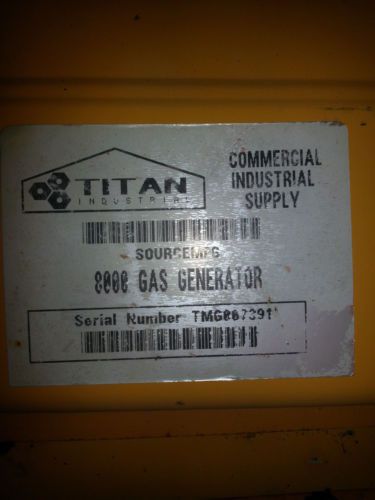 TITAN
INDUSTRIAL
COMMERCIAL
INDUSTRIAL
SUPPLY
SOURCEMFG
8000 GAS GENERATOR
Serial Number